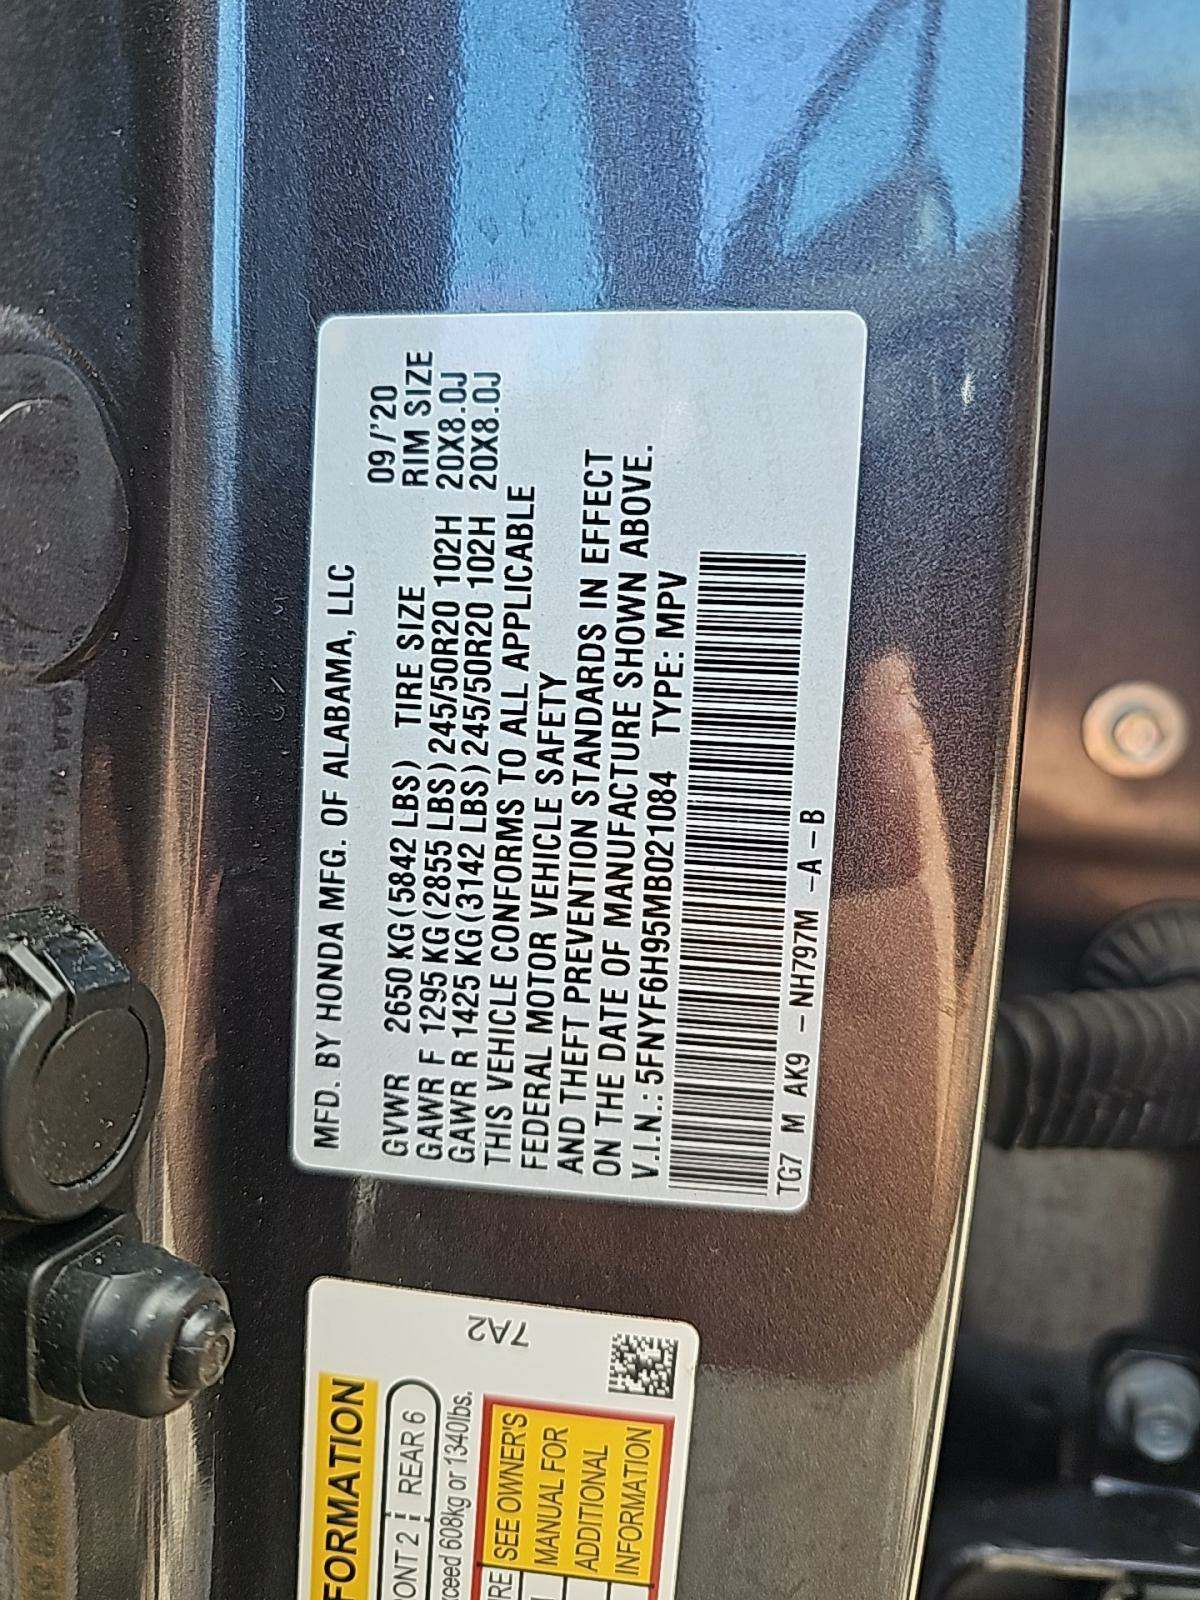 MFD. BY HONDA MFG. OF ALABAMA, LLC
09/'20
GVWR 2650 KG(5842 LBS) TIRE SIZE RIM SIZE
GAWR F 1295 KG(2855 LBS)245/50R20 102H 20X8.0J
GAWR R 1425 KG(3142 LBS)245/50R20 102H 20X8.0J
THIS VEHICLE CONFORMS TO ALL APPLICABLE
FEDERAL MOTOR VEHICLE SAFETY
AND THEFT PREVENTION STANDARDS IN EFFECT
ON THE DATE OF MANUFACTURE SHOWN ABOVE.
V.I.N.: 5FNYF6H95MB021084 TYPE: MPV
TG7 M AK9 -NH797M -A -B
FORMATION
ONT 2 REAR 6
xceed 608kg or 1340lbs.
7A2
IRE
SEE OWNER'S
MANUAL FOR
ADDITIONAL
INFORMATION